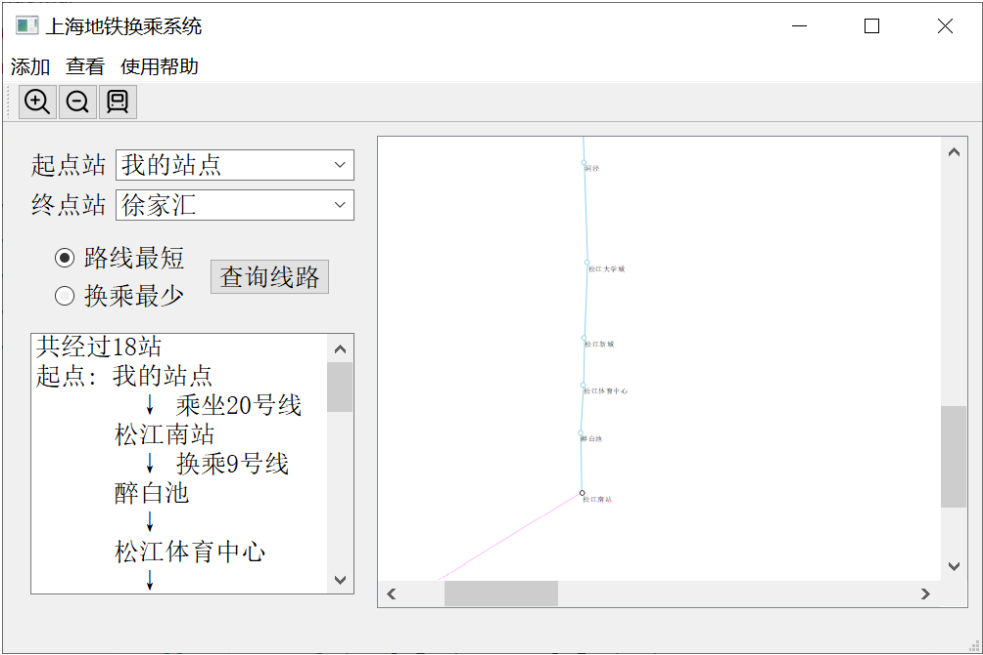 上海地铁换乘系统
添加 查看 使用帮助
起点站 我的站点
终点站 徐家汇
路线最短
换乘最少
查询线路
共经过18站
起点: 我的站点
↓ 乘坐20号线
松江南站
↓ 换乘9号线
醉白池
↓
松江体育中心
↓
洞泾
松江大学城
松江新城
松江体育中心
醉白池
松江南站